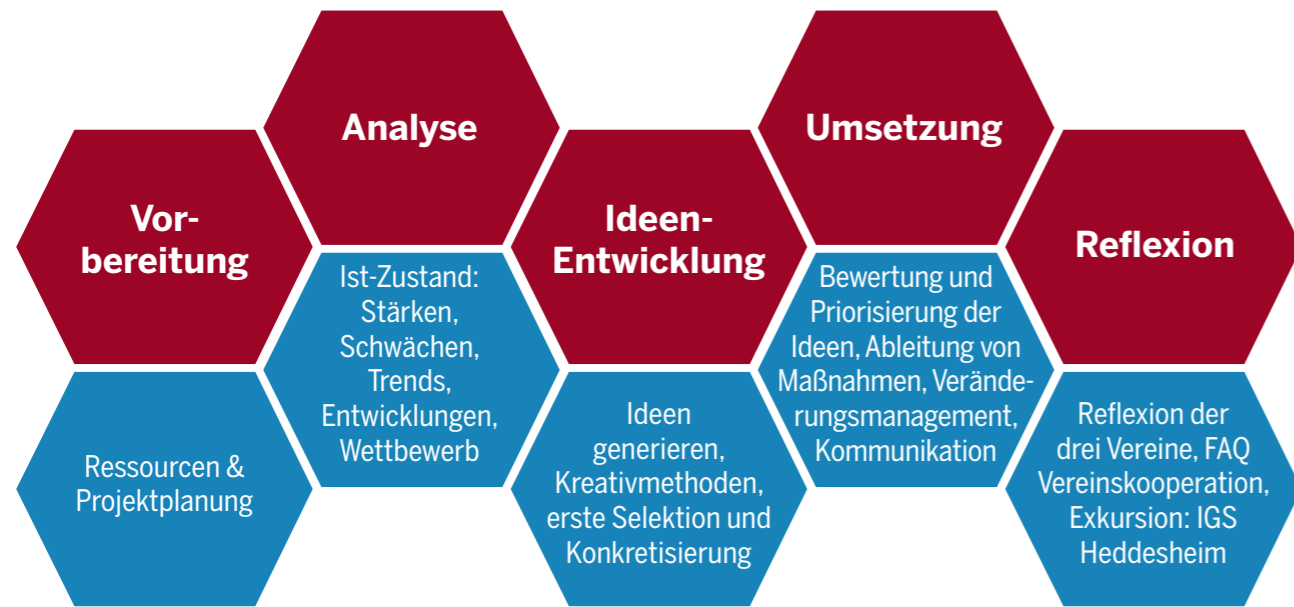 Vor-
bereitung
Ressourcen &
Projektplanung
Analyse
Ist-Zustand:
Stärken,
Schwächen,
Trends,
Entwicklungen,
Wettbewerb
Ideen-
Entwicklung
Ideen
generieren,
Kreativmethoden,
erste Selektion und
Konkretisierung
Umsetzung
Bewertung und
Priorisierung der
Ideen, Ableitung von
Maßnahmen, Verände-
rungsmanagement,
Kommunikation
Reflexion
Reflexion der
drei Vereine, FAQ
Vereinskooperation,
Exkursion: IGS
Heddesheim